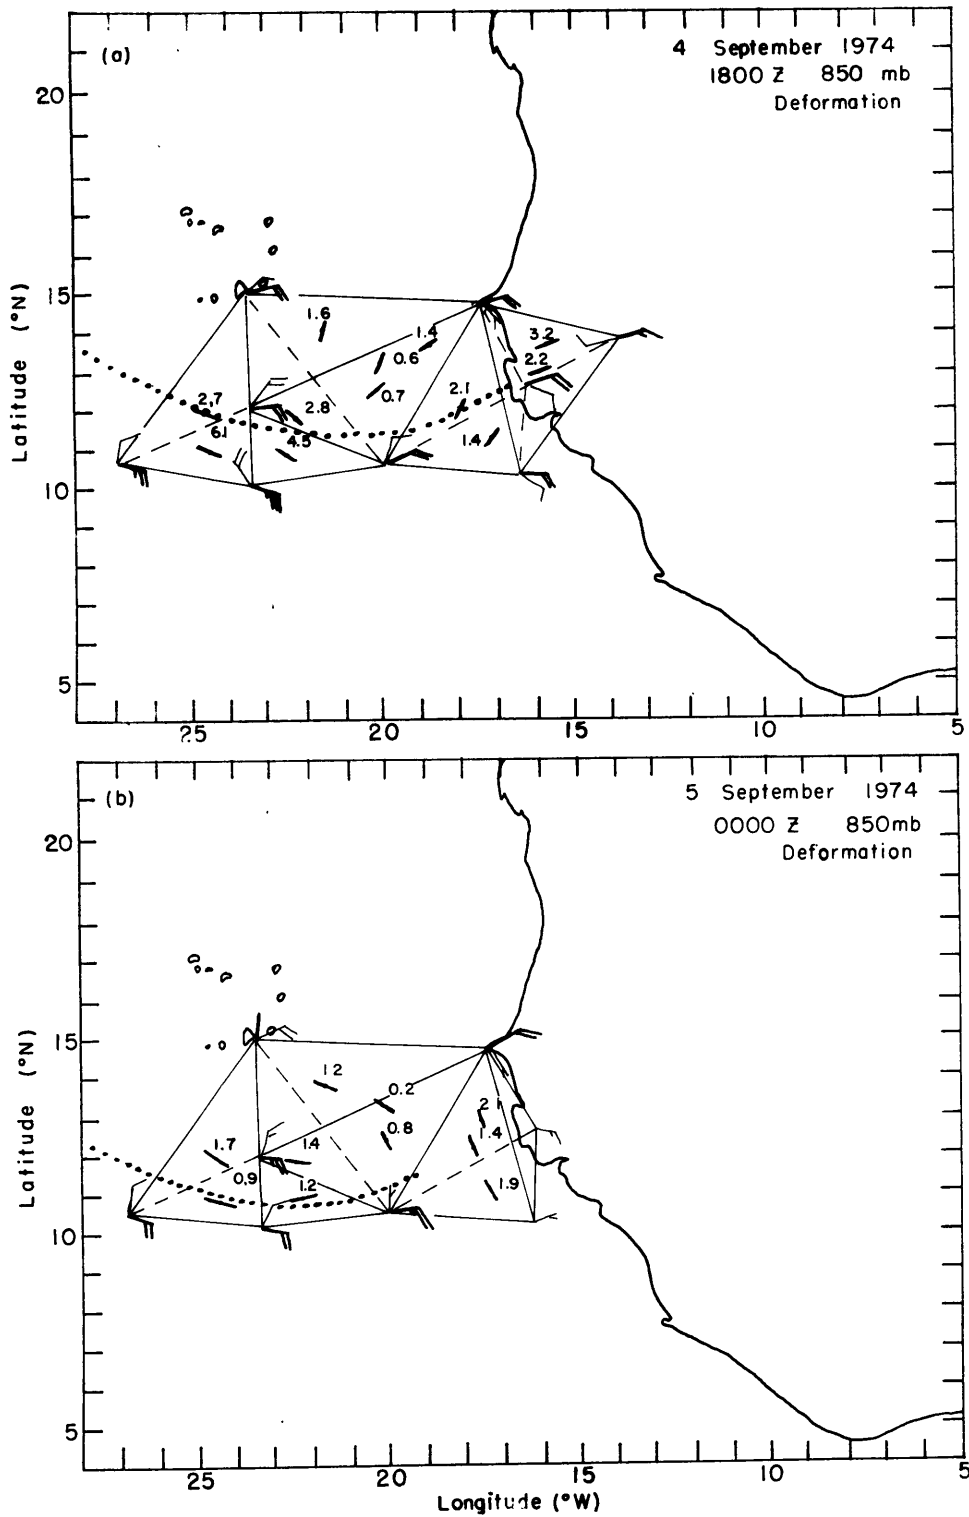 (a)
4 September 1974
1800 Z 850 mb
Deformation
20
15
10
5
Latitude (°N)
1.6
1.4
3.2
0.6
2.2
0.7
2.1
2.7
2.8
6.1
4.5
1.4
25 20 15 10 5
(b)
5 September 1974
0000 Z 850mb
Deformation
20
15
10
5
Latitude (°N)
1.2
0.2
2.1
0.8
1.4
1.7
1.4
0.9
1.2
1.9
25 20 15 10 5
Longitude (°W)